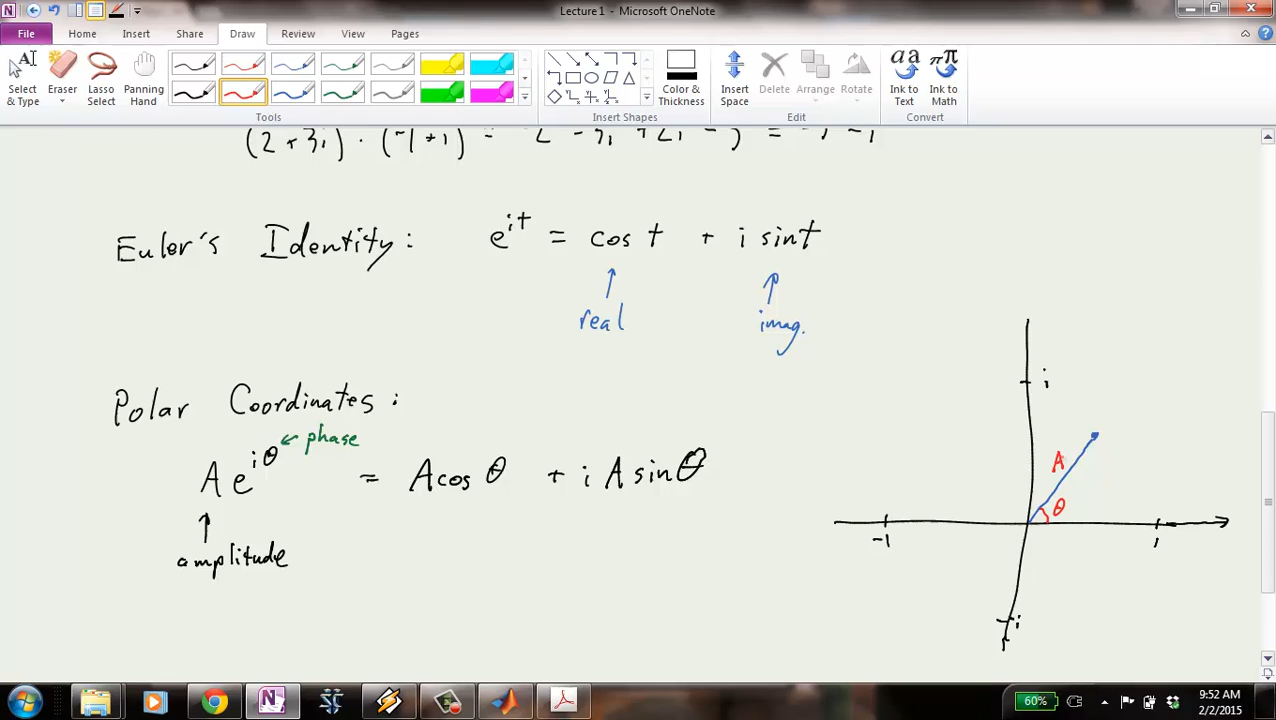 Lecture 1 - Microsoft OneNote
File Home Insert Draw Review View Pages
Select & Type Eraser Lasso Select Panning Hand Color & Thickness Insert Space Delete Arrange Rotate Ink to Text Ink to Math
Tools Insert Shapes Edit Convert
Euler's Identity: e^{it} = cos t + i sin t
real imag.
i
Polar Coordinates:
← phase
A e^{iθ} = A cos θ + i A sin θ
A
θ
-1 1
amplitude
-i
60% 9:52 AM
2/2/2015